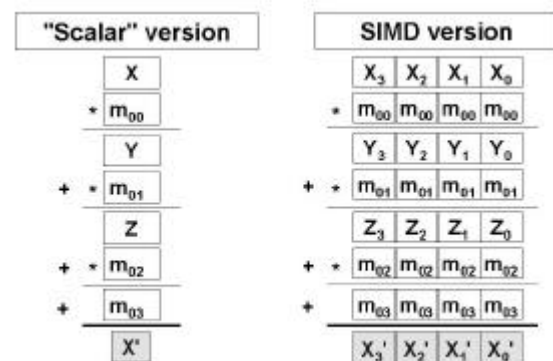 "Scalar" version
X
* m₀₀
Y
+ * m₀₁
Z
+ * m₀₂
+ m₀₃
X'
SIMD version
X₃ X₂ X₁ X₀
* m₀₀ m₀₀ m₀₀ m₀₀
Y₃ Y₂ Y₁ Y₀
+ * m₀₁ m₀₁ m₀₁ m₀₁
Z₃ Z₂ Z₁ Z₀
+ * m₀₂ m₀₂ m₀₂ m₀₂
+ m₀₃ m₀₃ m₀₃ m₀₃
X₃' X₂' X₁' X₀'